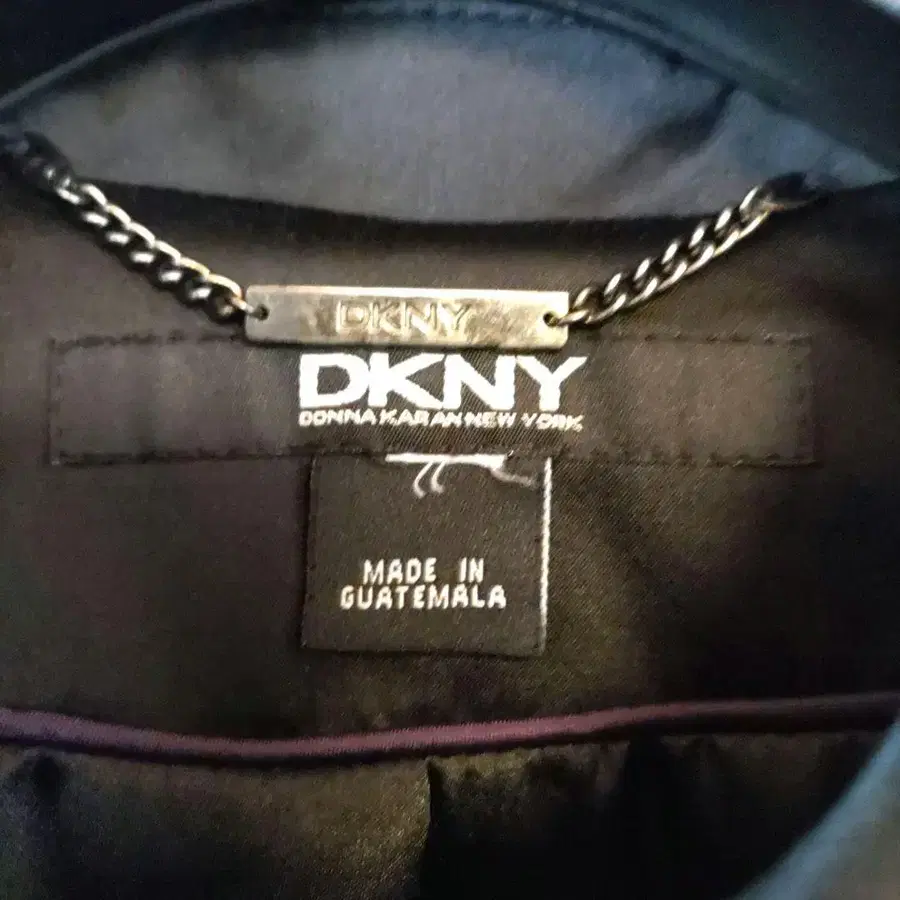 DKNY
DKNY
DONNA KARAN NEW YORK
MADE IN
GUATEMALA